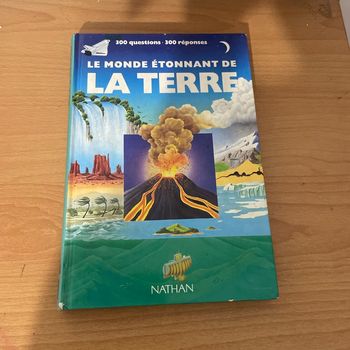 300 questions · 300 réponses
LE MONDE ÉTONNANT DE
LA TERRE
NATHAN